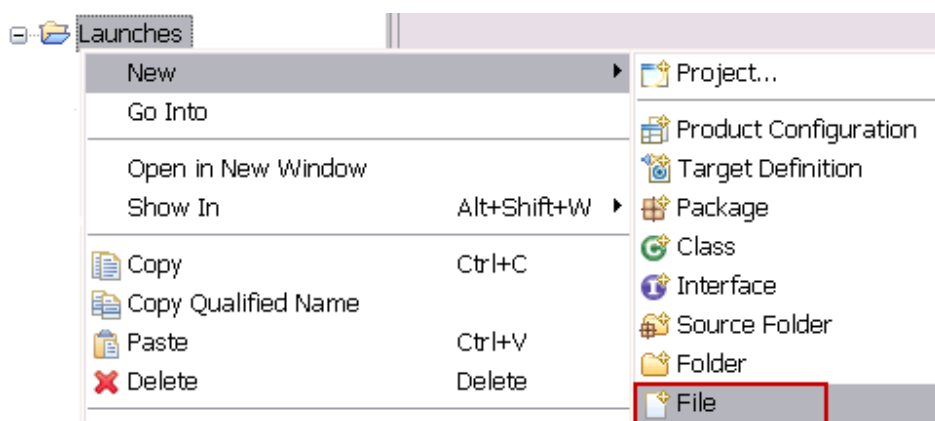 Launches
New
Go Into
Open in New Window
Show In Alt+Shift+W
Copy Ctrl+C
Copy Qualified Name
Paste Ctrl+V
Delete Delete
Project...
Product Configuration
Target Definition
Package
Class
Interface
Source Folder
Folder
File